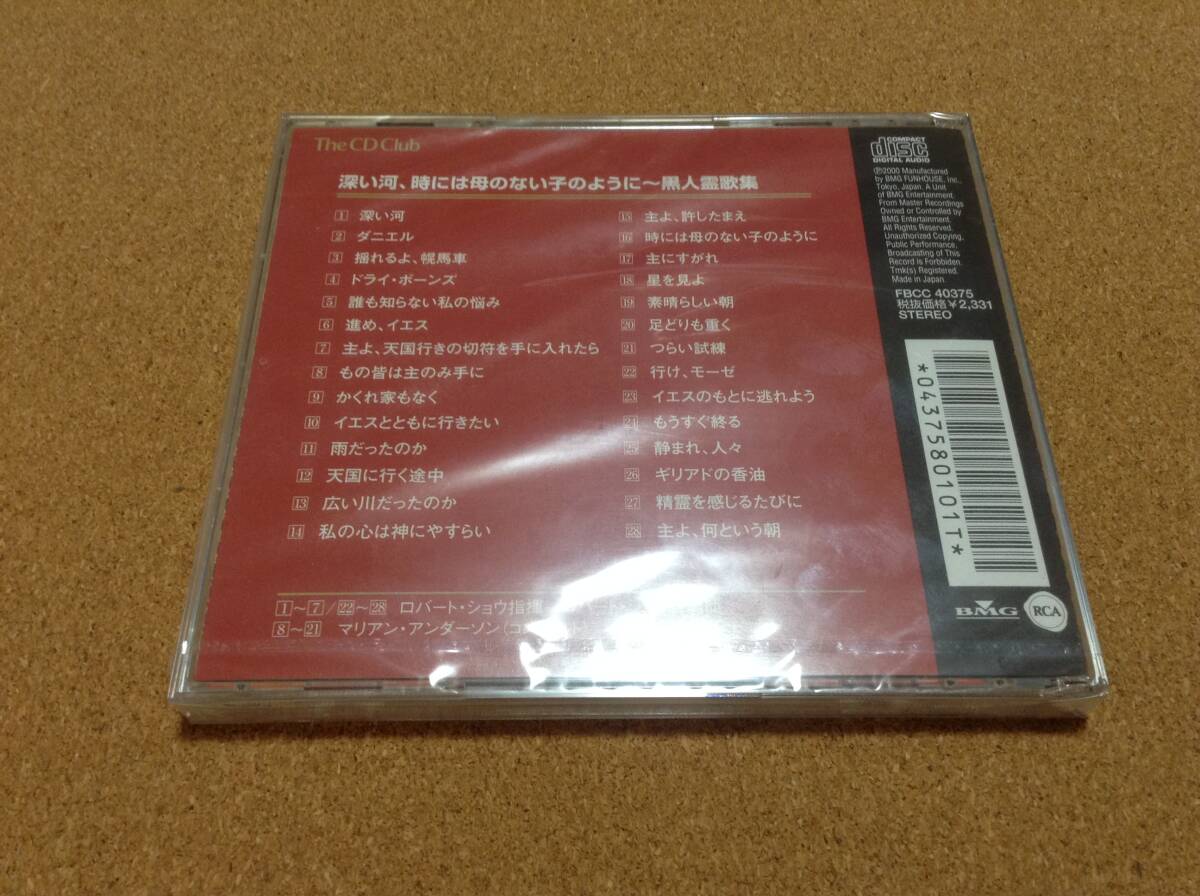 The CD Club
深い河、時には母のない子のように〜黒人霊歌集
1 深い河
2 ダニエル
3 揺れるよ、幌馬車
4 ドライ・ボーンズ
5 誰も知らない私の悩み
6 進め、イエス
7 主よ、天国行きの切符を手に入れたら
8 もの皆は主のみ手に
9 かくれ家もなく
10 イエスとともに行きたい
11 雨だったのか
12 天国に行く途中
13 広い川だったのか
14 私の心は神にやすらい
15 主よ、許したまえ
16 時には母のない子のように
17 主にすがれ
18 星を見よ
19 素晴らしい朝
20 足どりも重く
21 つらい試練
22 行け、モーゼ
23 イエスのもとに逃れよう
24 もうすぐ終る
25 静まれ、人々
26 ギリアドの香油
27 精霊を感じるたびに
28 主よ、何という朝
1〜7/22〜28 ロバート・ショウ指揮
8〜21 マリアン・アンダーソン(コ
COMPACT
disc
DIGITAL AUDIO
℗2000 Manufactured
by BMG FUNHOUSE, Inc.,
Tokyo, Japan. A Unit
of BMG Entertainment.
From Master Recordings
Owned or Controlled by
BMG Entertainment.
All Rights Reserved.
Unauthorized Copying,
Public Performance,
Broadcasting of This
Record is Forbbiden.
Tmk(s) Registered.
Made in Japan.
FBCC 40375
税抜価格¥2,331
STEREO
*0437580101T*
BMG
RCA